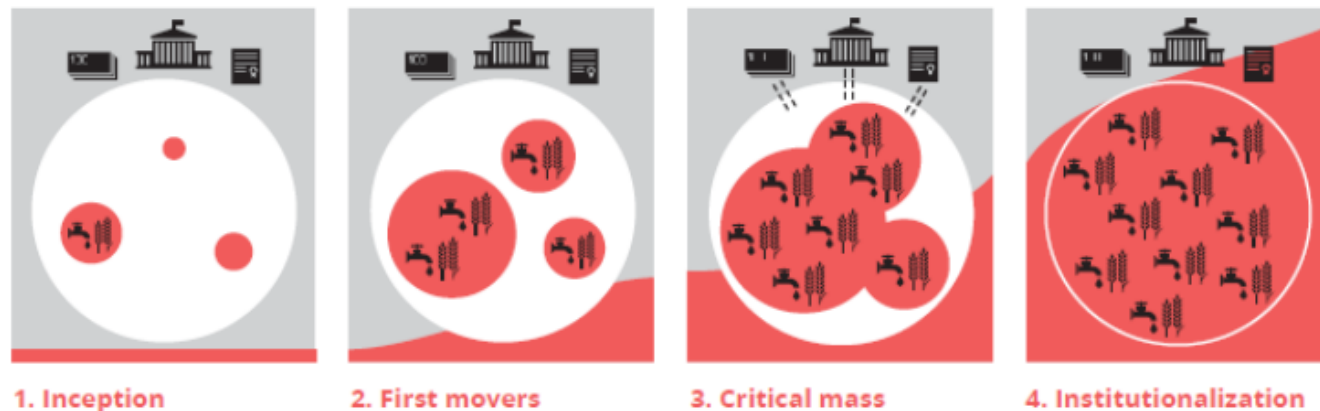 1. Inception
2. First movers
3. Critical mass
4. Institutionalization